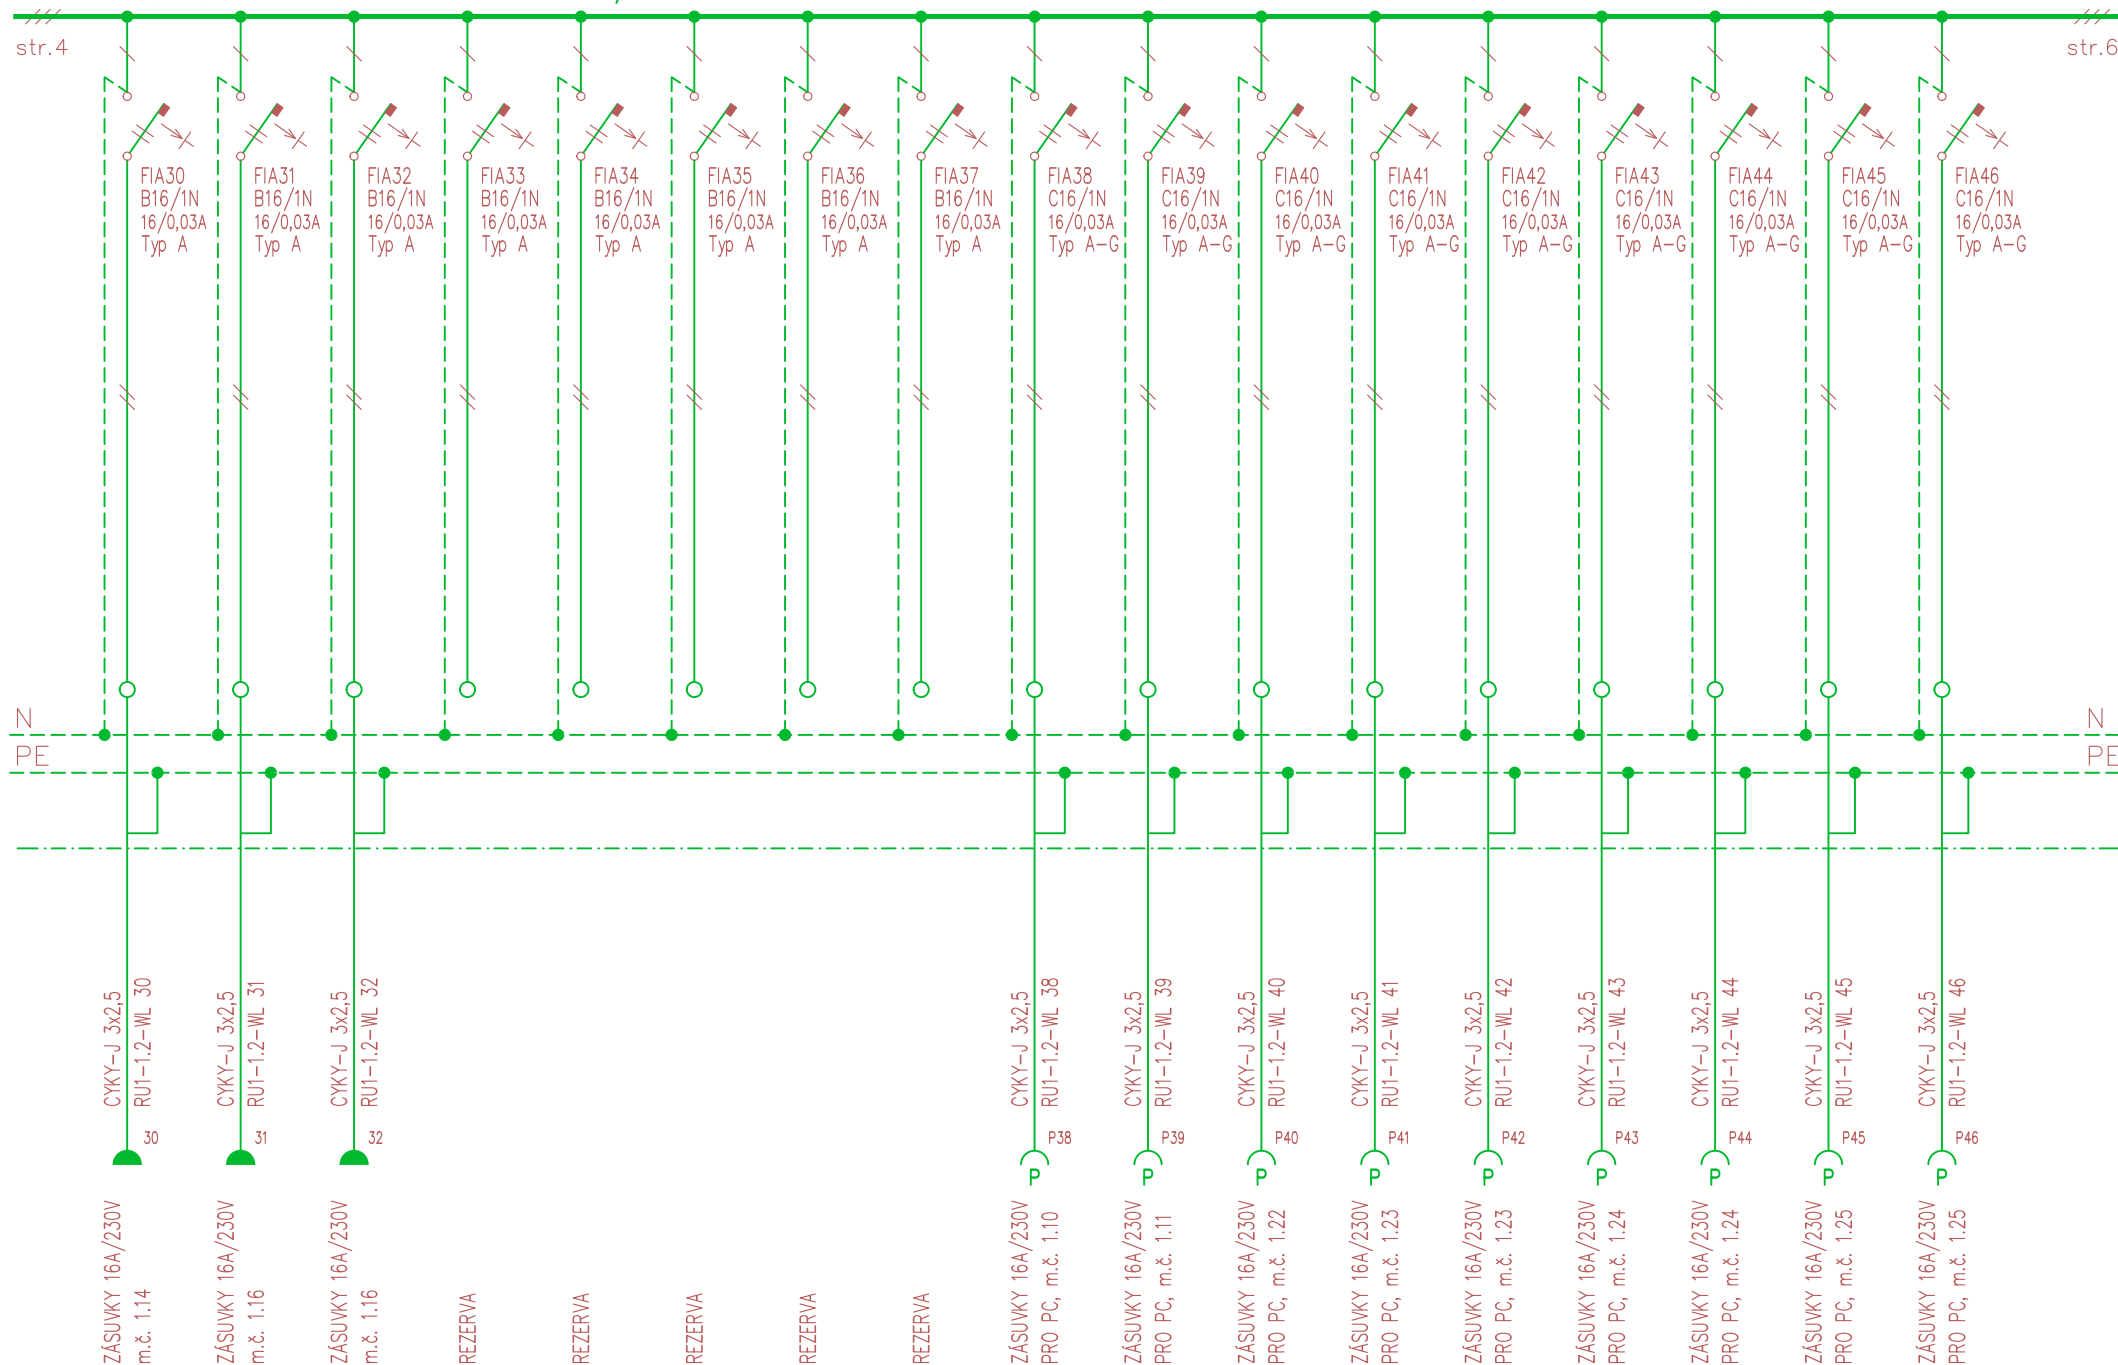 str.4
str.6
FIA30
B16/1N
16/0,03A
Typ A
FIA31
B16/1N
16/0,03A
Typ A
FIA32
B16/1N
16/0,03A
Typ A
FIA33
B16/1N
16/0,03A
Typ A
FIA34
B16/1N
16/0,03A
Typ A
FIA35
B16/1N
16/0,03A
Typ A
FIA36
B16/1N
16/0,03A
Typ A
FIA37
B16/1N
16/0,03A
Typ A
FIA38
C16/1N
16/0,03A
Typ A-G
FIA39
C16/1N
16/0,03A
Typ A-G
FIA40
C16/1N
16/0,03A
Typ A-G
FIA41
C16/1N
16/0,03A
Typ A-G
FIA42
C16/1N
16/0,03A
Typ A-G
FIA43
C16/1N
16/0,03A
Typ A-G
FIA44
C16/1N
16/0,03A
Typ A-G
FIA45
C16/1N
16/0,03A
Typ A-G
FIA46
C16/1N
16/0,03A
Typ A-G
N
N
PE
PE
CYKY-J 3x2,5
RU1-1.2-WL 30
CYKY-J 3x2,5
RU1-1.2-WL 31
CYKY-J 3x2,5
RU1-1.2-WL 32
CYKY-J 3x2,5
RU1-1.2-WL 38
CYKY-J 3x2,5
RU1-1.2-WL 39
CYKY-J 3x2,5
RU1-1.2-WL 40
CYKY-J 3x2,5
RU1-1.2-WL 41
CYKY-J 3x2,5
RU1-1.2-WL 42
CYKY-J 3x2,5
RU1-1.2-WL 43
CYKY-J 3x2,5
RU1-1.2-WL 44
CYKY-J 3x2,5
RU1-1.2-WL 45
CYKY-J 3x2,5
RU1-1.2-WL 46
30
31
32
P38
P39
P40
P41
P42
P43
P44
P45
P46
P
P
P
P
P
P
P
P
P
ZÁSUVKY 16A/230V
m.č. 1.14
ZÁSUVKY 16A/230V
m.č. 1.16
ZÁSUVKY 16A/230V
m.č. 1.16
REZERVA
REZERVA
REZERVA
REZERVA
REZERVA
ZÁSUVKY 16A/230V
PRO PC, m.č. 1.10
ZÁSUVKY 16A/230V
PRO PC, m.č. 1.11
ZÁSUVKY 16A/230V
PRO PC, m.č. 1.22
ZÁSUVKY 16A/230V
PRO PC, m.č. 1.23
ZÁSUVKY 16A/230V
PRO PC, m.č. 1.23
ZÁSUVKY 16A/230V
PRO PC, m.č. 1.24
ZÁSUVKY 16A/230V
PRO PC, m.č. 1.24
ZÁSUVKY 16A/230V
PRO PC, m.č. 1.25
ZÁSUVKY 16A/230V
PRO PC, m.č. 1.25